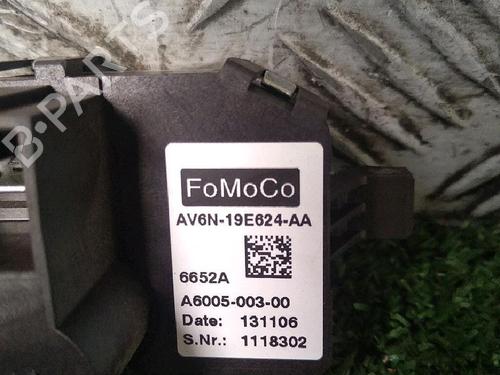 B-PARTS
FoMoCo
AV6N-19E624-AA
6652A
A6005-003-00
Date: 131106
S.Nr.: 1118302